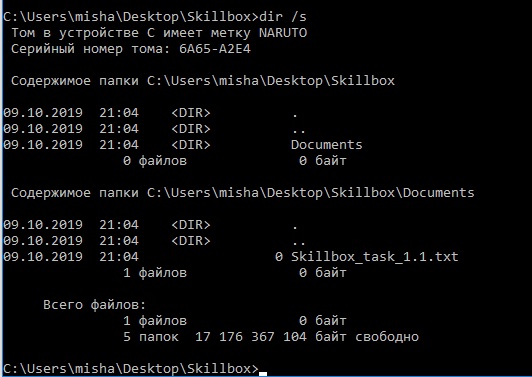 C:\Users\misha\Desktop\Skillbox>dir /s
Том в устройстве C имеет метку NARUTO
Серийный номер тома: 6A65-A2E4
Содержимое папки C:\Users\misha\Desktop\Skillbox
09.10.2019 21:04 <DIR> .
09.10.2019 21:04 <DIR> ..
09.10.2019 21:04 <DIR> Documents
0 файлов 0 байт
Содержимое папки C:\Users\misha\Desktop\Skillbox\Documents
09.10.2019 21:04 <DIR> .
09.10.2019 21:04 <DIR> ..
09.10.2019 21:04 0 Skillbox_task_1.1.txt
1 файлов 0 байт
Всего файлов:
1 файлов 0 байт
5 папок 17 176 367 104 байт свободно
C:\Users\misha\Desktop\Skillbox>_